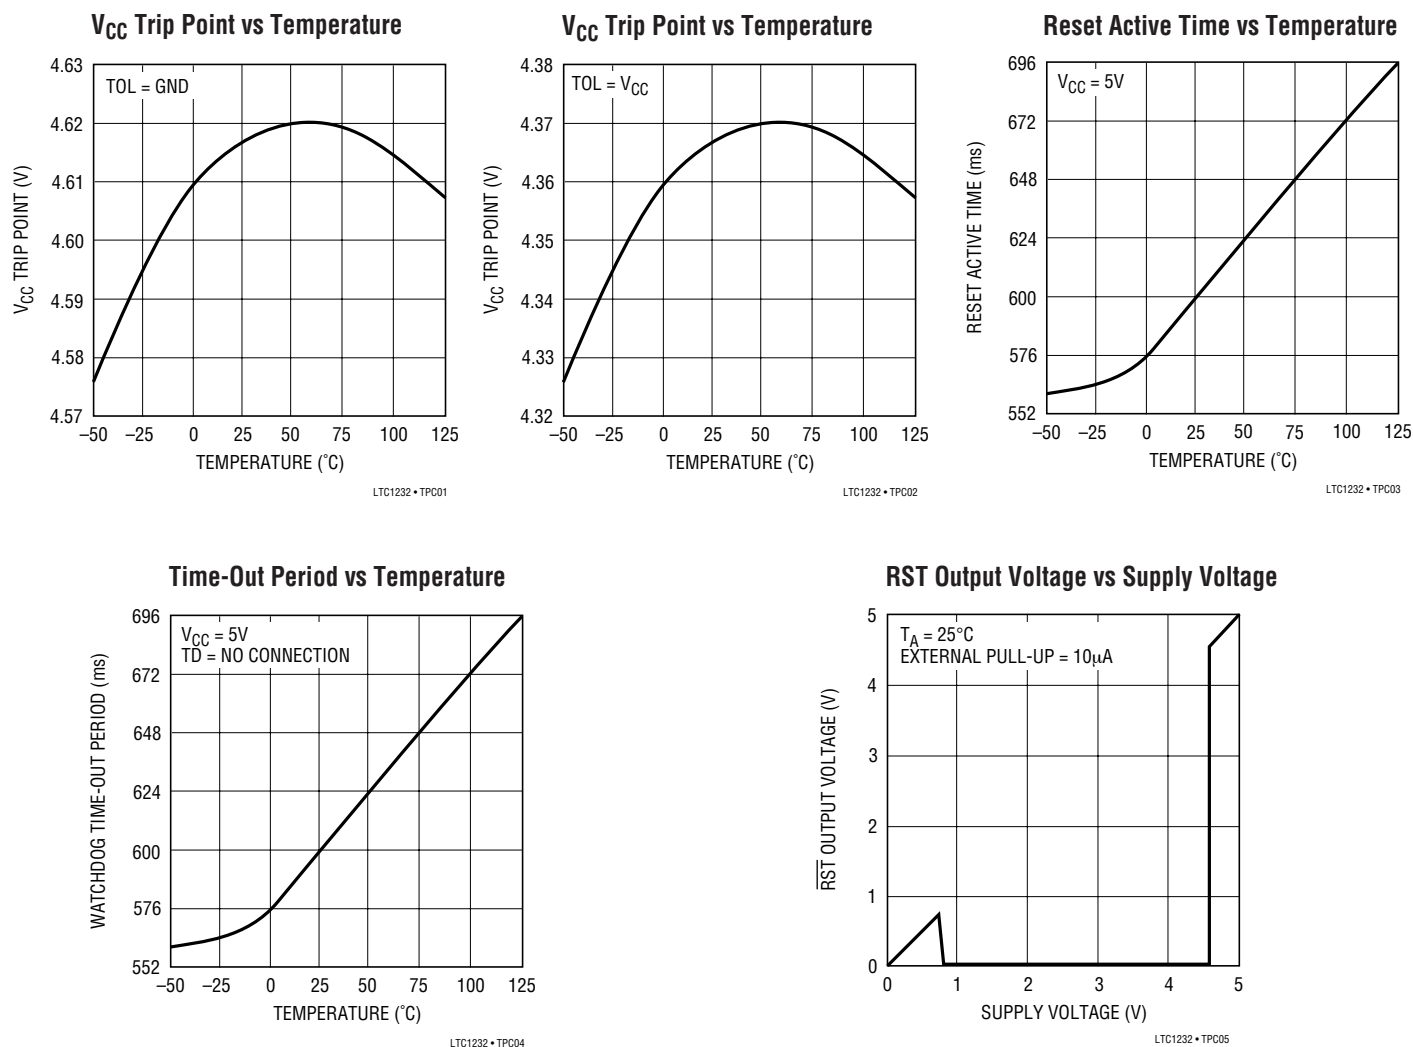 VCC Trip Point vs Temperature
4.63
4.62
4.61
4.60
4.59
4.58
4.57
VCC TRIP POINT (V)
TOL = GND
–50 –25 0 25 50 75 100 125
TEMPERATURE (˚C)
LTC1232 • TPC01
VCC Trip Point vs Temperature
4.38
4.37
4.36
4.35
4.34
4.33
4.32
VCC TRIP POINT (V)
TOL = VCC
–50 –25 0 25 50 75 100 125
TEMPERATURE (˚C)
LTC1232 • TPC02
Reset Active Time vs Temperature
696
672
648
624
600
576
552
RESET ACTIVE TIME (ms)
VCC = 5V
–50 –25 0 25 50 75 100 125
TEMPERATURE (˚C)
LTC1232 • TPC03
Time-Out Period vs Temperature
696
672
648
624
600
576
552
WATCHDOG TIME-OUT PERIOD (ms)
VCC = 5V
TD = NO CONNECTION
–50 –25 0 25 50 75 100 125
TEMPERATURE (˚C)
LTC1232 • TPC04
RST Output Voltage vs Supply Voltage
5
4
3
2
1
0
RST OUTPUT VOLTAGE (V)
TA = 25°C
EXTERNAL PULL-UP = 10µA
0 1 2 3 4 5
SUPPLY VOLTAGE (V)
LTC1232 • TPC05